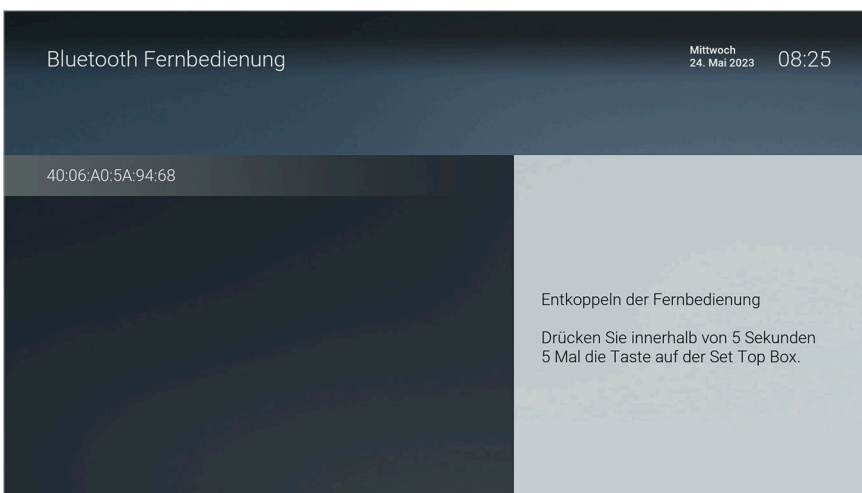 Bluetooth Fernbedienung
Mittwoch
24. Mai 2023
08:25
40:06:A0:5A:94:68
Entkoppeln der Fernbedienung
Drücken Sie innerhalb von 5 Sekunden
5 Mal die Taste auf der Set Top Box.